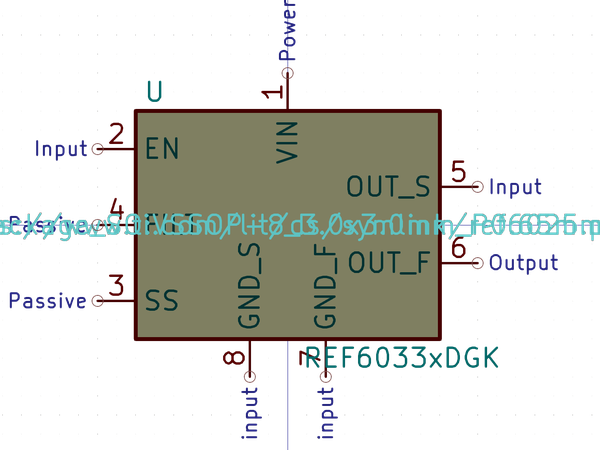 Power
U
1
VIN
Input 2 EN
OUT_S 5 Input
Passive 4
OUT_F 6 Output
Passive 3 SS
GND_S
GND_F
8
7
REF6033xDGK
input
input